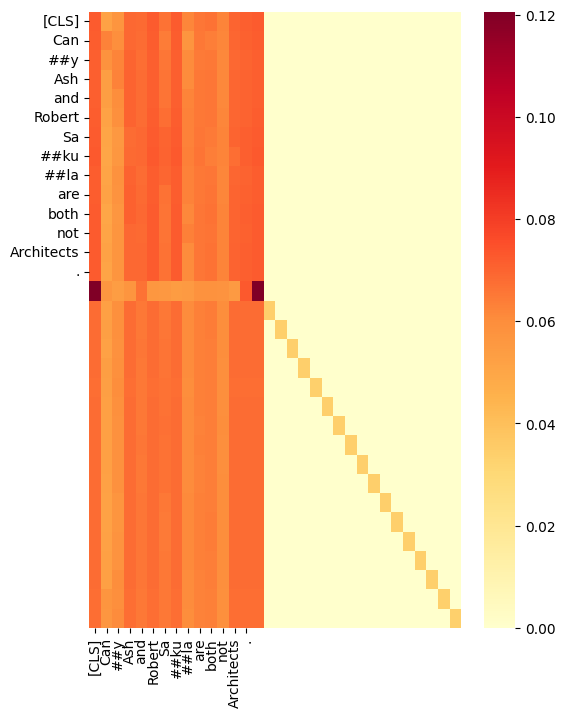 [CLS]
Can
##y
Ash
and
Robert
Sa
##ku
##la
are
both
not
Architects
.
0.12
0.10
0.08
0.06
0.04
0.02
0.00
[CLS]
Can
##y
Ash
and
Robert
Sa
##ku
##la
are
both
not
Architects
.